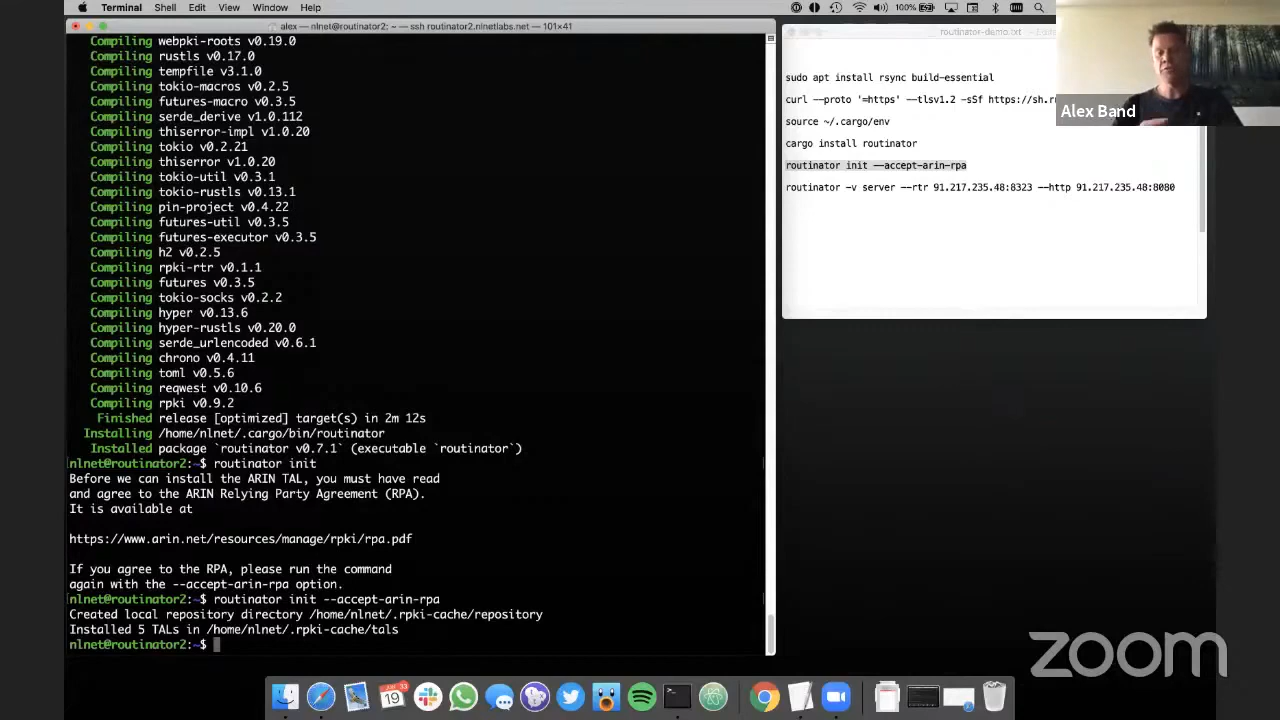 Terminal Shell Edit View Window Help
100%
alex — nlnet@routinator2: ~ — ssh routinator2.nlnetlabs.net — 101×41
Compiling webpki-roots v0.19.0
Compiling rustls v0.17.0
Compiling tempfile v3.1.0
Compiling tokio-macros v0.2.5
Compiling futures-macro v0.3.5
Compiling serde_derive v1.0.112
Compiling thiserror-impl v1.0.20
Compiling tokio v0.2.21
Compiling thiserror v1.0.20
Compiling tokio-util v0.3.1
Compiling tokio-rustls v0.13.1
Compiling pin-project v0.4.22
Compiling futures-util v0.3.5
Compiling futures-executor v0.3.5
Compiling h2 v0.2.5
Compiling rpki-rtr v0.1.1
Compiling futures v0.3.5
Compiling tokio-socks v0.2.2
Compiling hyper v0.13.6
Compiling hyper-rustls v0.20.0
Compiling serde_urlencoded v0.6.1
Compiling chrono v0.4.11
Compiling toml v0.5.6
Compiling reqwest v0.10.6
Compiling rpki v0.9.2
Finished release [optimized] target(s) in 2m 12s
Installing /home/nlnet/.cargo/bin/routinator
Installed package `routinator v0.7.1` (executable `routinator`)
nlnet@routinator2:~$ routinator init
Before we can install the ARIN TAL, you must have read
and agree to the ARIN Relying Party Agreement (RPA).
It is available at
https://www.arin.net/resources/manage/rpki/rpa.pdf
If you agree to the RPA, please run the command
again with the --accept-arin-rpa option.
nlnet@routinator2:~$ routinator init --accept-arin-rpa
Created local repository directory /home/nlnet/.rpki-cache/repository
Installed 5 TALs in /home/nlnet/.rpki-cache/tals
nlnet@routinator2:~$
routinator-demo.txt
sudo apt install rsync build-essential
curl --proto '=https' --tlsv1.2 -sSf https://sh.r
source ~/.cargo/env
cargo install routinator
routinator init --accept-arin-rpa
routinator -v server --rtr 91.217.235.48:8323 --http 91.217.235.48:8080
Alex Band
zoom
19